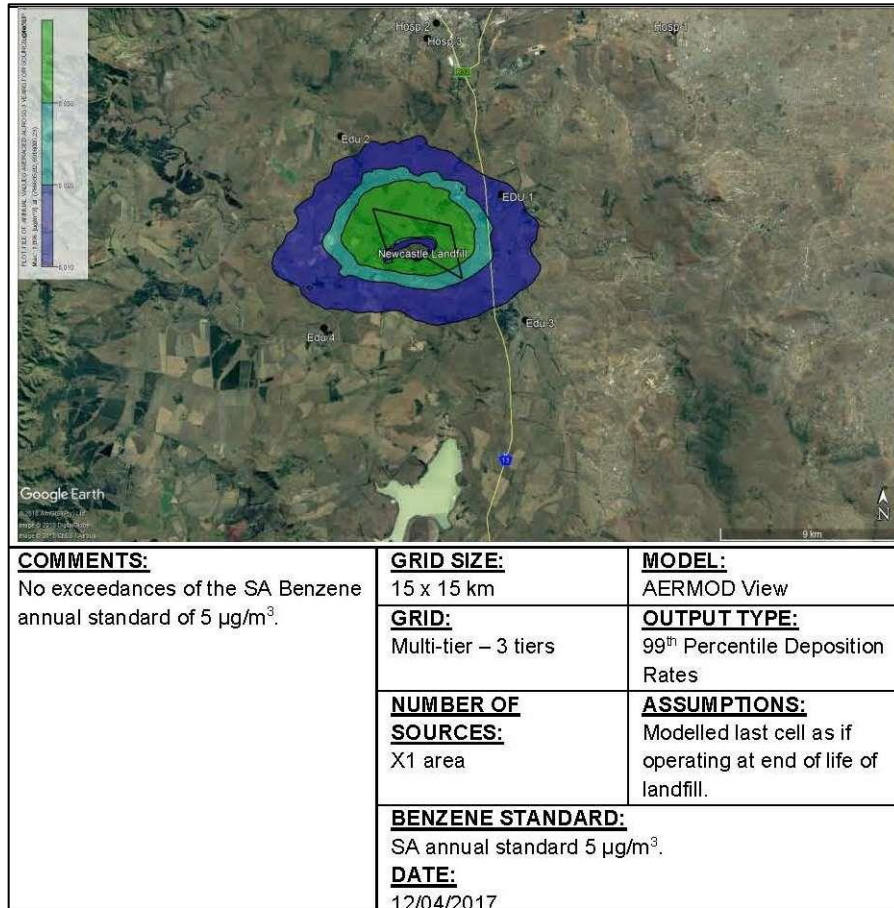 Hosp 2
Hosp 3
Hosp 1
Edu 2
EDU-1
Newcastle Landfill
Edu 4
Edu-3
11
Google Earth
9 km
N
COMMENTS:
No exceedances of the SA Benzene
annual standard of 5 µg/m³.
GRID SIZE:
15 x 15 km
MODEL:
AERMOD View
GRID:
Multi-tier – 3 tiers
OUTPUT TYPE:
99th Percentile Deposition
Rates
NUMBER OF
SOURCES:
X1 area
ASSUMPTIONS:
Modelled last cell as if
operating at end of life of
landfill.
BENZENE STANDARD:
SA annual standard 5 µg/m³.
DATE:
12/04/2017